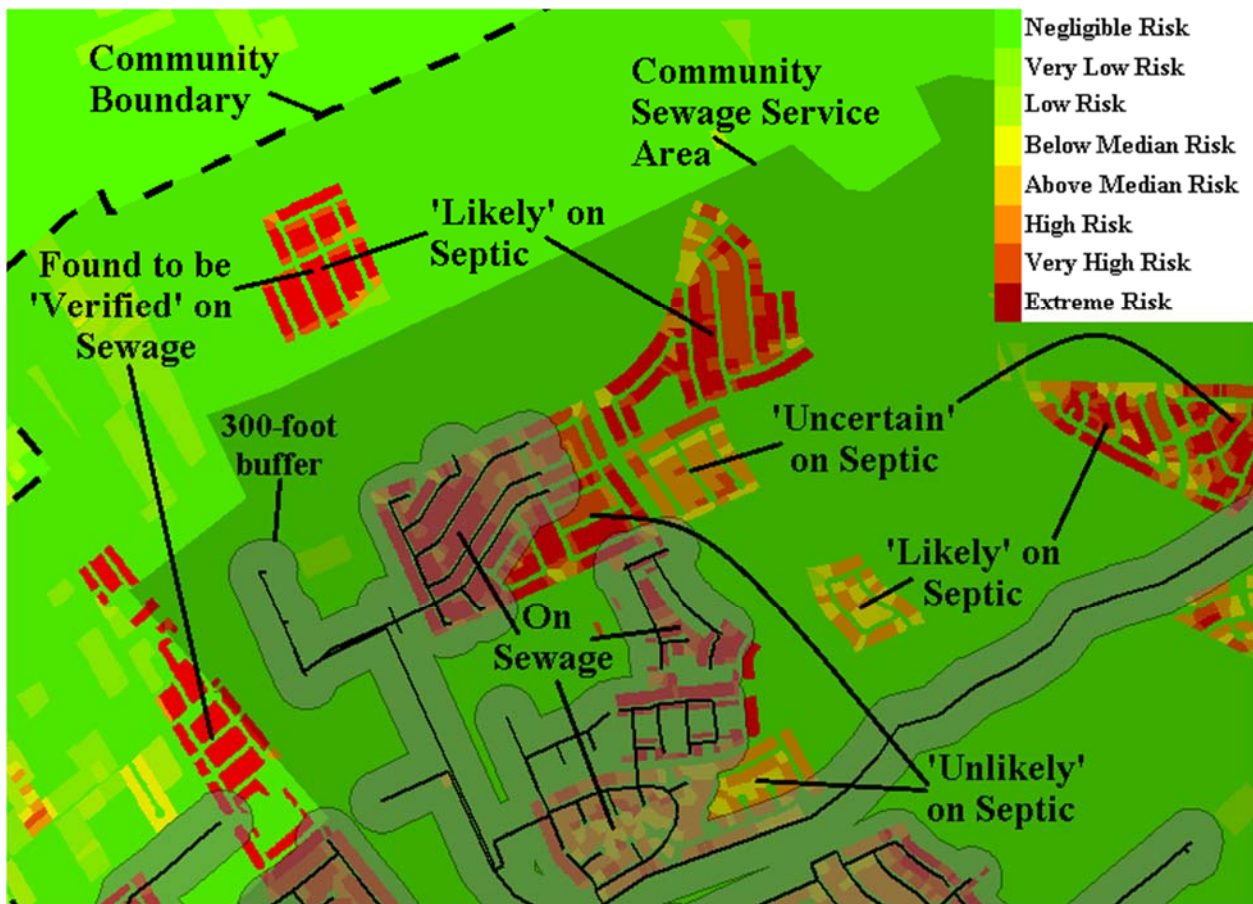 Community
Boundary
Community
Sewage Service
Area
Negligible Risk
Very Low Risk
Low Risk
Below Median Risk
Above Median Risk
High Risk
Very High Risk
Extreme Risk
'Likely' on
Septic
Found to be
'Verified' on
Sewage
300-foot
buffer
'Uncertain'
on Septic
'Likely' on
Septic
On
Sewage
'Unlikely'
on Septic